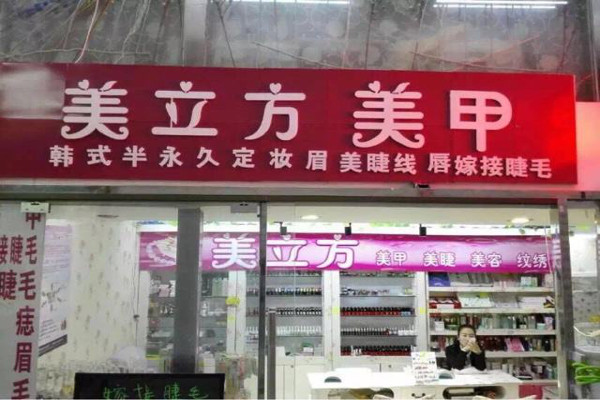 美立方 美甲
韩式半永久定妆眉 美睫线 唇嫁接睫毛
美立方 美甲 美睫 美容 纹绣
甲毛毛痣眉毛
接睫睫
嫁接睫毛